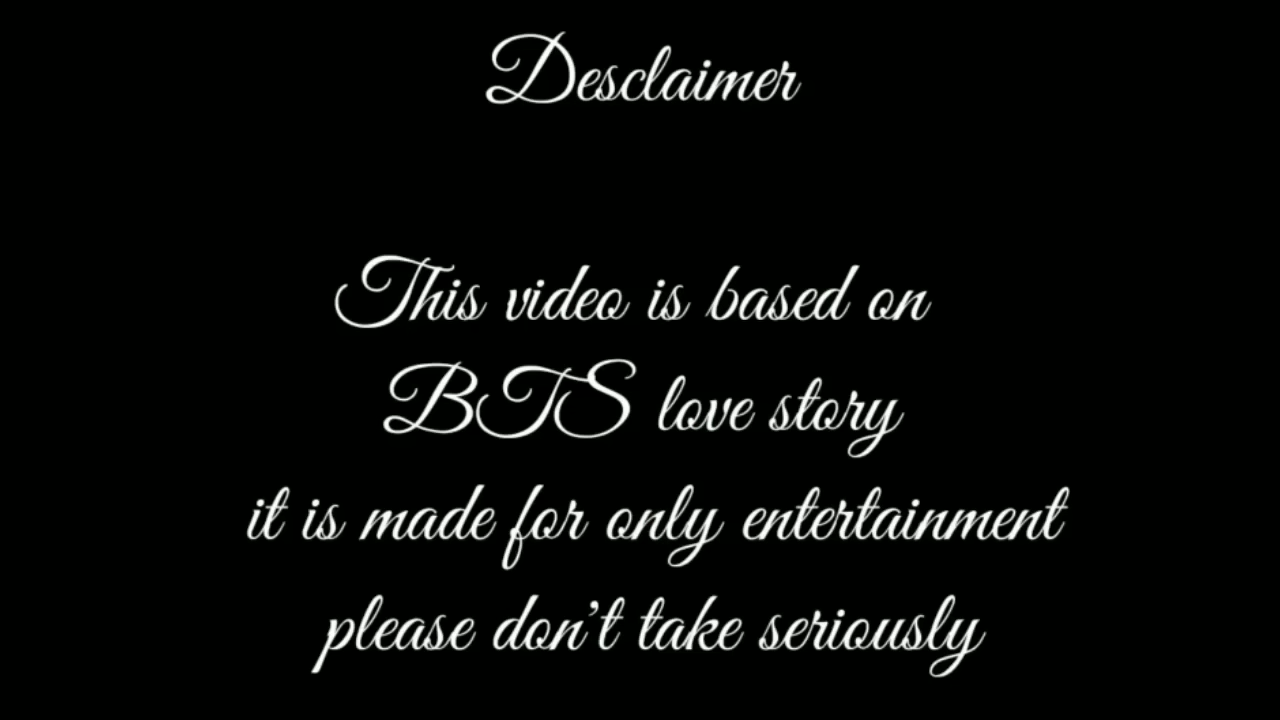 Desclaimer
This video is based on
BTS love story
it is made for only entertainment
please don't take seriously